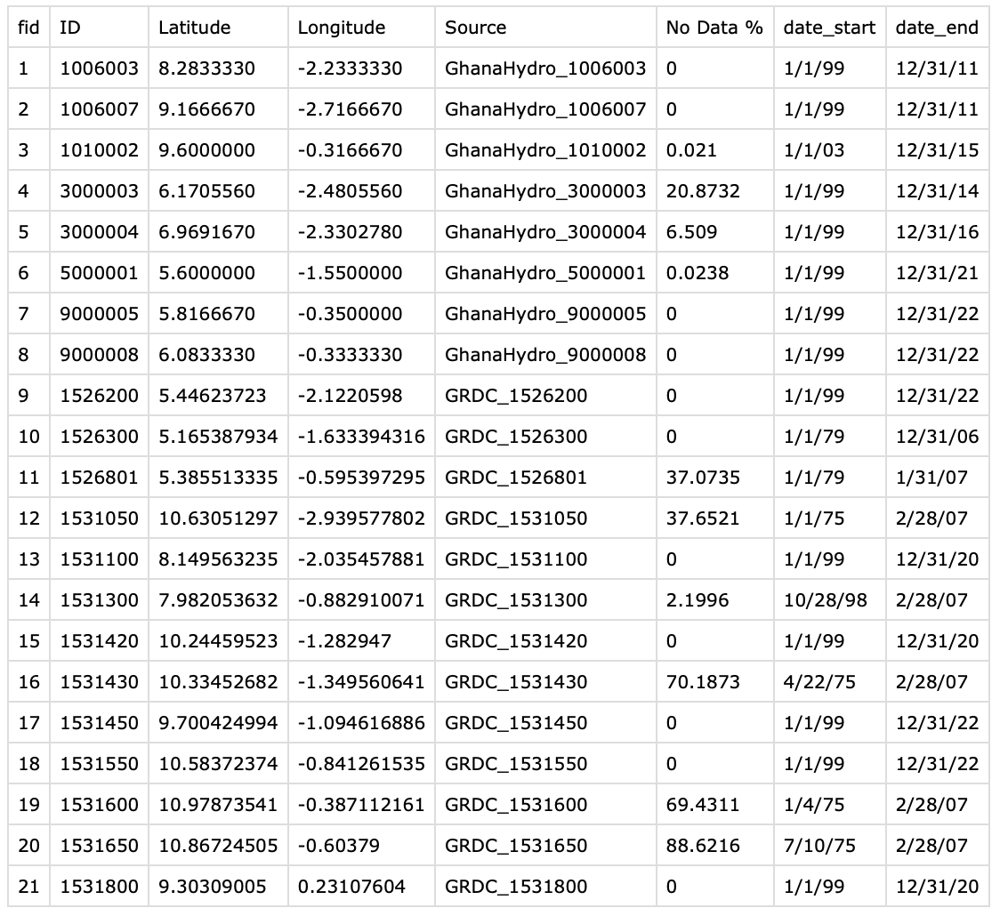 fid ID Latitude Longitude Source No Data % date_start date_end
1 1006003 8.2833330 -2.2333330 GhanaHydro_1006003 0 1/1/99 12/31/11
2 1006007 9.1666670 -2.7166670 GhanaHydro_1006007 0 1/1/99 12/31/11
3 1010002 9.6000000 -0.3166670 GhanaHydro_1010002 0.021 1/1/03 12/31/15
4 3000003 6.1705560 -2.4805560 GhanaHydro_3000003 20.8732 1/1/99 12/31/14
5 3000004 6.9691670 -2.3302780 GhanaHydro_3000004 6.509 1/1/99 12/31/16
6 5000001 5.6000000 -1.5500000 GhanaHydro_5000001 0.0238 1/1/99 12/31/21
7 9000005 5.8166670 -0.3500000 GhanaHydro_9000005 0 1/1/99 12/31/22
8 9000008 6.0833330 -0.3333330 GhanaHydro_9000008 0 1/1/99 12/31/22
9 1526200 5.44623723 -2.1220598 GRDC_1526200 0 1/1/99 12/31/22
10 1526300 5.165387934 -1.633394316 GRDC_1526300 0 1/1/79 12/31/06
11 1526801 5.385513335 -0.595397295 GRDC_1526801 37.0735 1/1/79 1/31/07
12 1531050 10.63051297 -2.939577802 GRDC_1531050 37.6521 1/1/75 2/28/07
13 1531100 8.149563235 -2.035457881 GRDC_1531100 0 1/1/99 12/31/20
14 1531300 7.982053632 -0.882910071 GRDC_1531300 2.1996 10/28/98 2/28/07
15 1531420 10.24459523 -1.282947 GRDC_1531420 0 1/1/99 12/31/20
16 1531430 10.33452682 -1.349560641 GRDC_1531430 70.1873 4/22/75 2/28/07
17 1531450 9.700424994 -1.094616886 GRDC_1531450 0 1/1/99 12/31/22
18 1531550 10.58372374 -0.841261535 GRDC_1531550 0 1/1/99 12/31/22
19 1531600 10.97873541 -0.387112161 GRDC_1531600 69.4311 1/4/75 2/28/07
20 1531650 10.86724505 -0.60379 GRDC_1531650 88.6216 7/10/75 2/28/07
21 1531800 9.30309005 0.23107604 GRDC_1531800 0 1/1/99 12/31/20